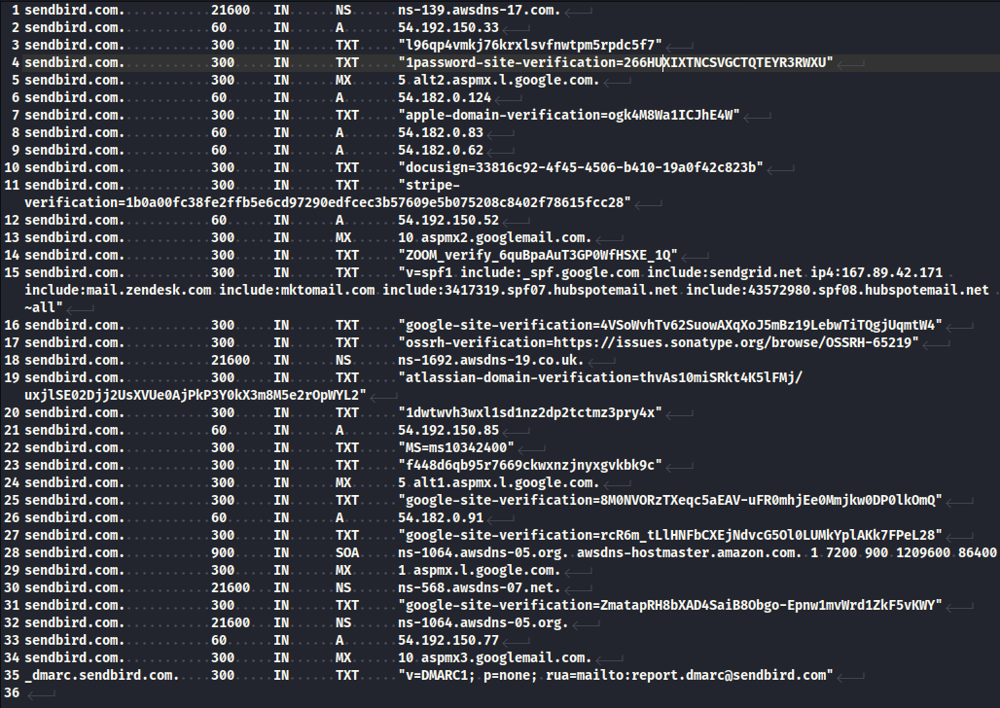 1 sendbird.com. 21600 IN NS ns-139.awsdns-17.com.
2 sendbird.com. 60 IN A 54.192.150.33
3 sendbird.com. 300 IN TXT "l96qp4vmkj76krxlsvfnwtpm5rpdc5f7"
4 sendbird.com. 300 IN TXT "1password-site-verification=266HUXIXTNCSVGCTQTEYR3RWXU"
5 sendbird.com. 300 IN MX 5 alt2.aspmx.l.google.com.
6 sendbird.com. 60 IN A 54.182.0.124
7 sendbird.com. 300 IN TXT "apple-domain-verification=ogk4M8Wa1ICJhE4W"
8 sendbird.com. 60 IN A 54.182.0.83
9 sendbird.com. 60 IN A 54.182.0.62
10 sendbird.com. 300 IN TXT "docusign=33816c92-4f45-4506-b410-19a0f42c823b"
11 sendbird.com. 300 IN TXT "stripe-
verification=1b0a00fc38fe2ffb5e6cd97290edfcec3b57609e5b075208c8402f78615fcc28"
12 sendbird.com. 60 IN A 54.192.150.52
13 sendbird.com. 300 IN MX 10 aspmx2.googlemail.com.
14 sendbird.com. 300 IN TXT "ZOOM_verify_6quBpaAuT3GP0WfHSXE_1Q"
15 sendbird.com. 300 IN TXT "v=spf1 include:_spf.google.com include:sendgrid.net ip4:167.89.42.171
include:mail.zendesk.com include:mktomail.com include:3417319.spf07.hubspotemail.net include:43572980.spf08.hubspotemail.net
~all"
16 sendbird.com. 300 IN TXT "google-site-verification=4VSoWvhTv62SuowAXqXoJ5mBz19LebwTiTQgjUqmtW4"
17 sendbird.com. 300 IN TXT "ossrh-verification=https://issues.sonatype.org/browse/OSSRH-65219"
18 sendbird.com. 21600 IN NS ns-1692.awsdns-19.co.uk.
19 sendbird.com. 300 IN TXT "atlassian-domain-verification=thvAs10miSRkt4K5lFMj/
uxjlSE02Djj2UsXVUe0AjPkP3Y0kX3m8M5e2rOpWYL2"
20 sendbird.com. 300 IN TXT "1dwtwvh3wxl1sd1nz2dp2tctmz3pry4x"
21 sendbird.com. 60 IN A 54.192.150.85
22 sendbird.com. 300 IN TXT "MS=ms10342400"
23 sendbird.com. 300 IN TXT "f448d6qb95r7669ckwxnzjnyxgvkbk9c"
24 sendbird.com. 300 IN MX 5 alt1.aspmx.l.google.com.
25 sendbird.com. 300 IN TXT "google-site-verification=8M0NVORzTXeqc5aEAV-uFR0mhjEe0Mmjkw0DP0lkOmQ"
26 sendbird.com. 60 IN A 54.182.0.91
27 sendbird.com. 300 IN TXT "google-site-verification=rcR6m_tLlHNFbCXEjNdvcG5Ol0LUMkYplAKk7FPeL28"
28 sendbird.com. 900 IN SOA ns-1064.awsdns-05.org. awsdns-hostmaster.amazon.com. 1 7200 900 1209600 86400
29 sendbird.com. 300 IN MX 1 aspmx.l.google.com.
30 sendbird.com. 21600 IN NS ns-568.awsdns-07.net.
31 sendbird.com. 300 IN TXT "google-site-verification=ZmatapRH8bXAD4SaiB8Obgo-Epnw1mvWrd1ZkF5vKWY"
32 sendbird.com. 21600 IN NS ns-1064.awsdns-05.org.
33 sendbird.com. 60 IN A 54.192.150.77
34 sendbird.com. 300 IN MX 10 aspmx3.googlemail.com.
35 _dmarc.sendbird.com. 300 IN TXT "v=DMARC1; p=none; rua=mailto:report.dmarc@sendbird.com"
36